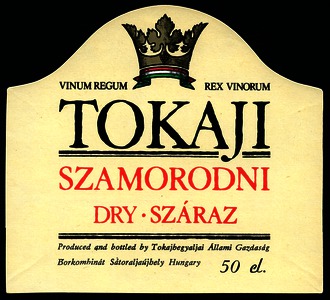 VINUM REGUM REX VINORUM
TOKAJI
SZAMORODNI
DRY · SZÁRAZ
Produced and bottled by Tokajhegyaljai Állami Gazdaság
Borkombinát Sátoraljaújhely Hungary 50 cl.